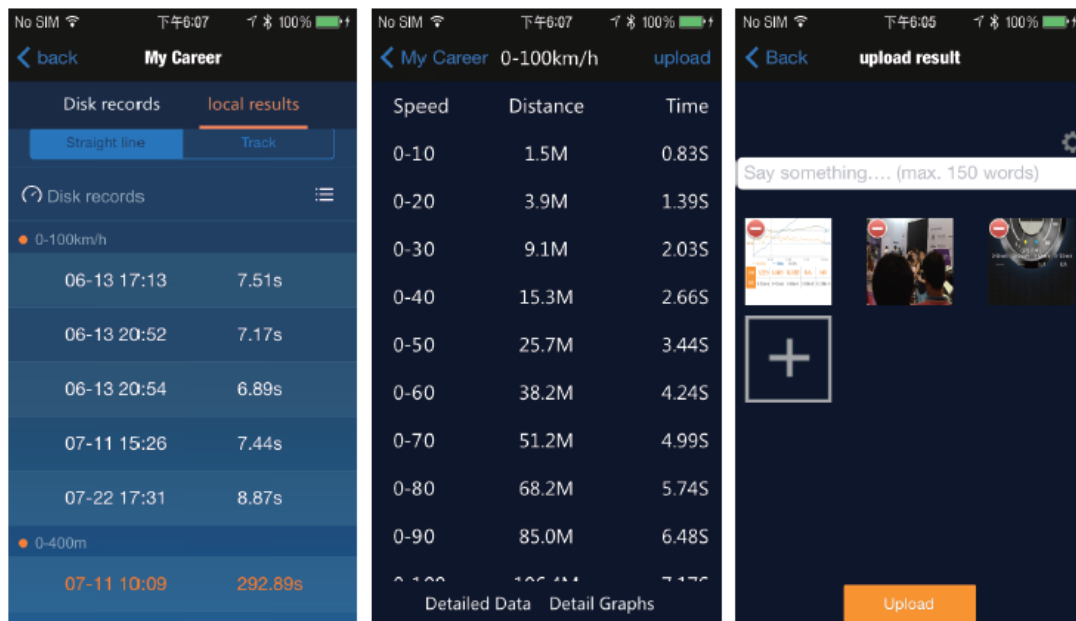 No SIM 下午6:07 100%
back My Career
Disk records local results
Straight line Track
Disk records
0-100km/h
06-13 17:13 7.51s
06-13 20:52 7.17s
06-13 20:54 6.89s
07-11 15:26 7.44s
07-22 17:31 8.87s
0-400m
07-11 10:09 292.89s
No SIM 下午6:07 100%
My Career 0-100km/h upload
Speed Distance Time
0-10 1.5M 0.83S
0-20 3.9M 1.39S
0-30 9.1M 2.03S
0-40 15.3M 2.66S
0-50 25.7M 3.44S
0-60 38.2M 4.24S
0-70 51.2M 4.99S
0-80 68.2M 5.74S
0-90 85.0M 6.48S
Detailed Data Detail Graphs
No SIM 下午6:05 100%
Back upload result
Say something.... (max. 150 words)
Upload